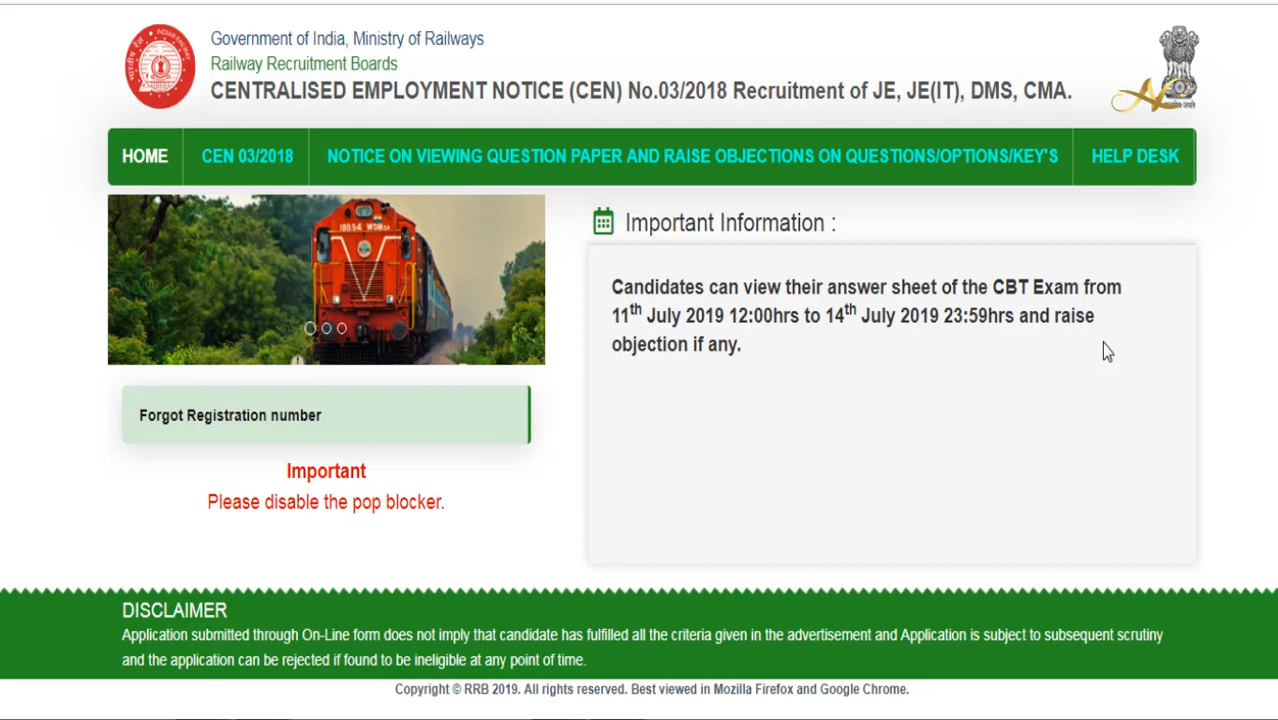 Government of India, Ministry of Railways
Railway Recruitment Boards
CENTRALISED EMPLOYMENT NOTICE (CEN) No.03/2018 Recruitment of JE, JE(IT), DMS, CMA.
HOME CEN 03/2018 NOTICE ON VIEWING QUESTION PAPER AND RAISE OBJECTIONS ON QUESTIONS/OPTIONS/KEY'S HELP DESK
Important Information :
Candidates can view their answer sheet of the CBT Exam from
11th July 2019 12:00hrs to 14th July 2019 23:59hrs and raise
objection if any.
Forgot Registration number
Important
Please disable the pop blocker.
DISCLAIMER
Application submitted through On-Line form does not imply that candidate has fulfilled all the criteria given in the advertisement and Application is subject to subsequent scrutiny
and the application can be rejected if found to be ineligible at any point of time.
Copyright © RRB 2019. All rights reserved. Best viewed in Mozilla Firefox and Google Chrome.